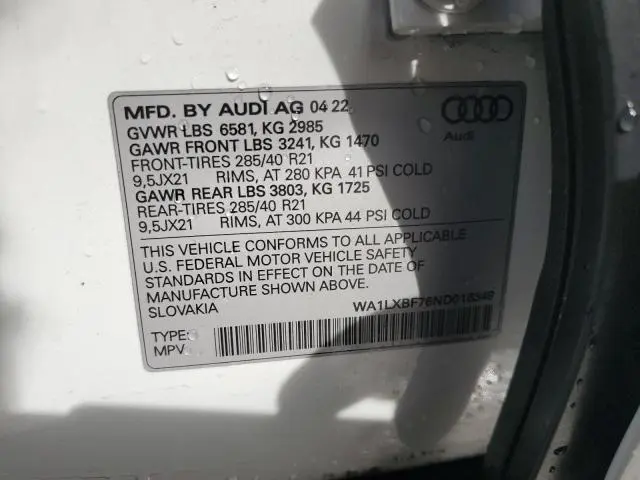 MFD. BY AUDI AG 04 22
Audi
GVWR LBS 6581, KG 2985
GAWR FRONT LBS 3241, KG 1470
FRONT-TIRES 285/40 R21
9,5JX21 RIMS, AT 280 KPA 41 PSI COLD
GAWR REAR LBS 3803, KG 1725
REAR-TIRES 285/40 R21
9,5JX21 RIMS, AT 300 KPA 44 PSI COLD
THIS VEHICLE CONFORMS TO ALL APPLICABLE
U.S. FEDERAL MOTOR VEHICLE SAFETY
STANDARDS IN EFFECT ON THE DATE OF
MANUFACTURE SHOWN ABOVE.
SLOVAKIA
TYPE:
MPV